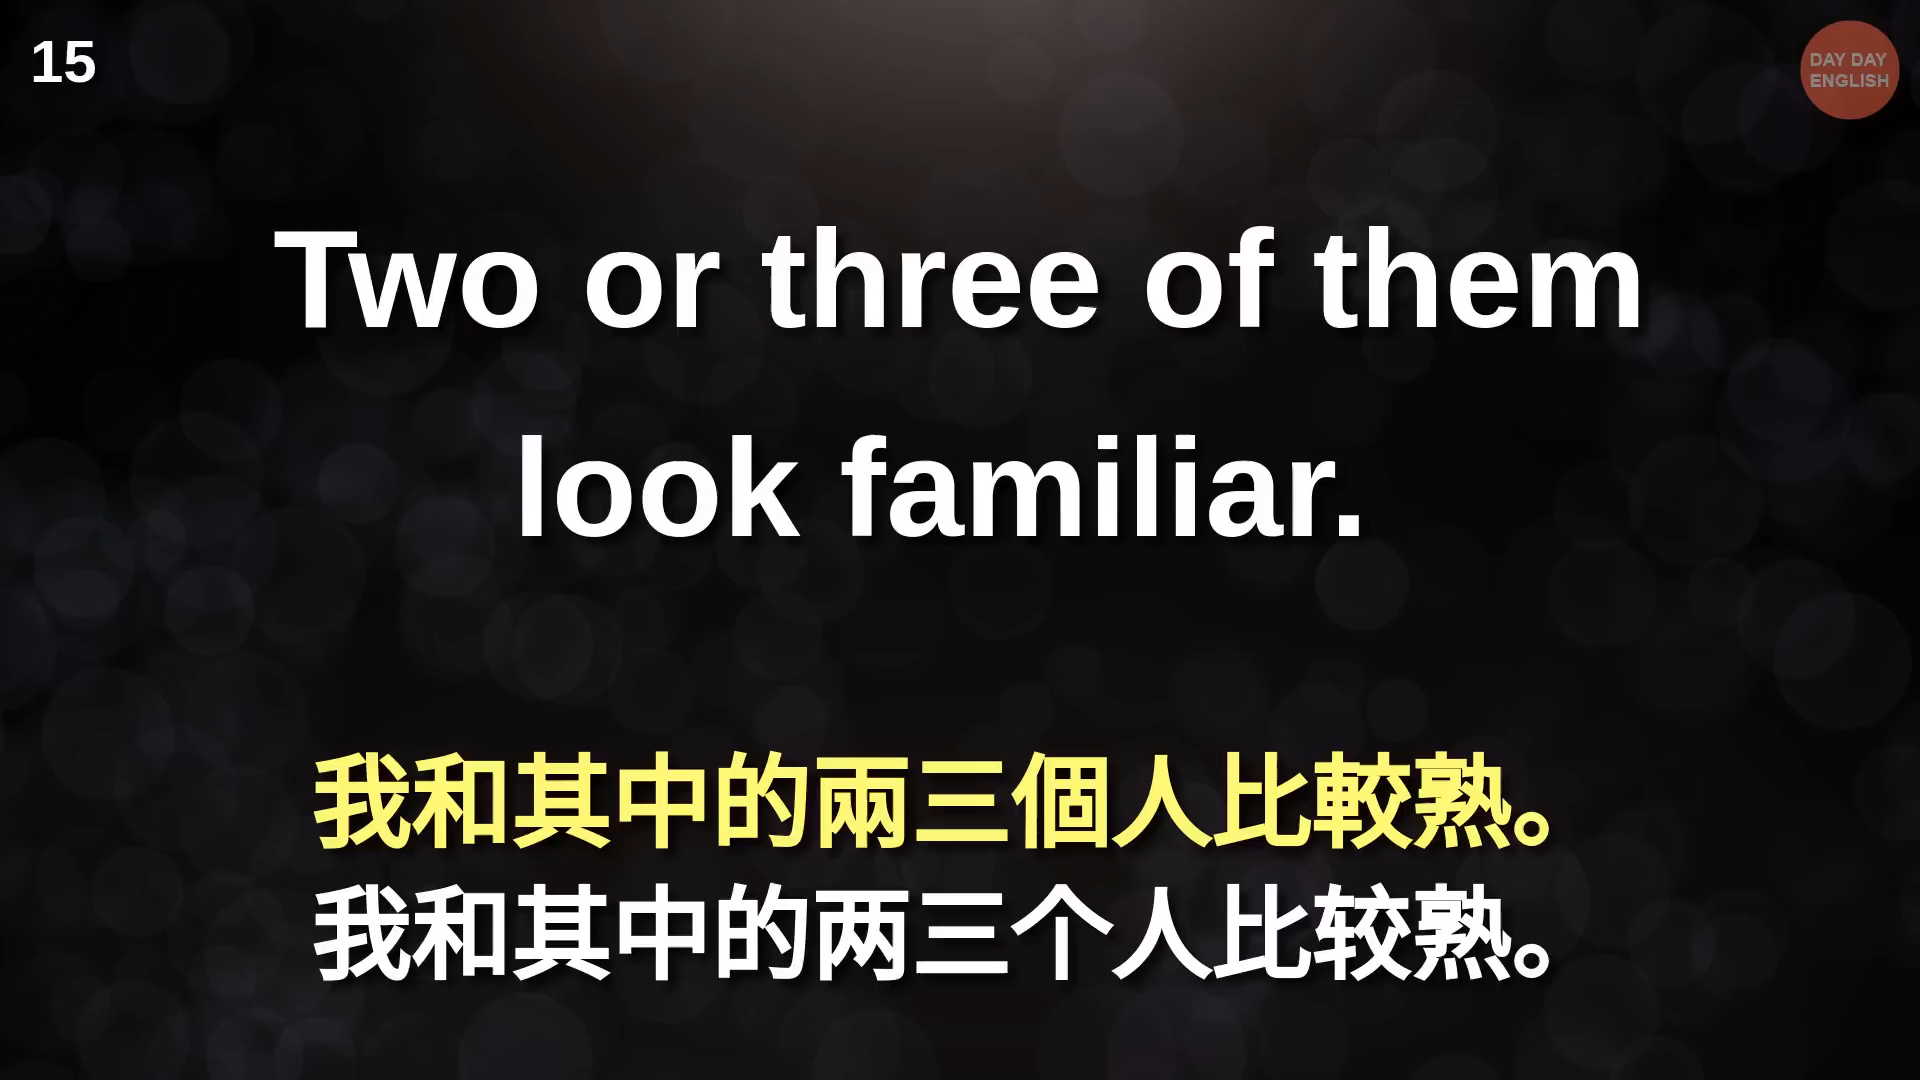 15
DAY DAY
ENGLISH
Two or three of them
look familiar.
我和其中的兩三個人比較熟。
我和其中的两三个人比较熟。